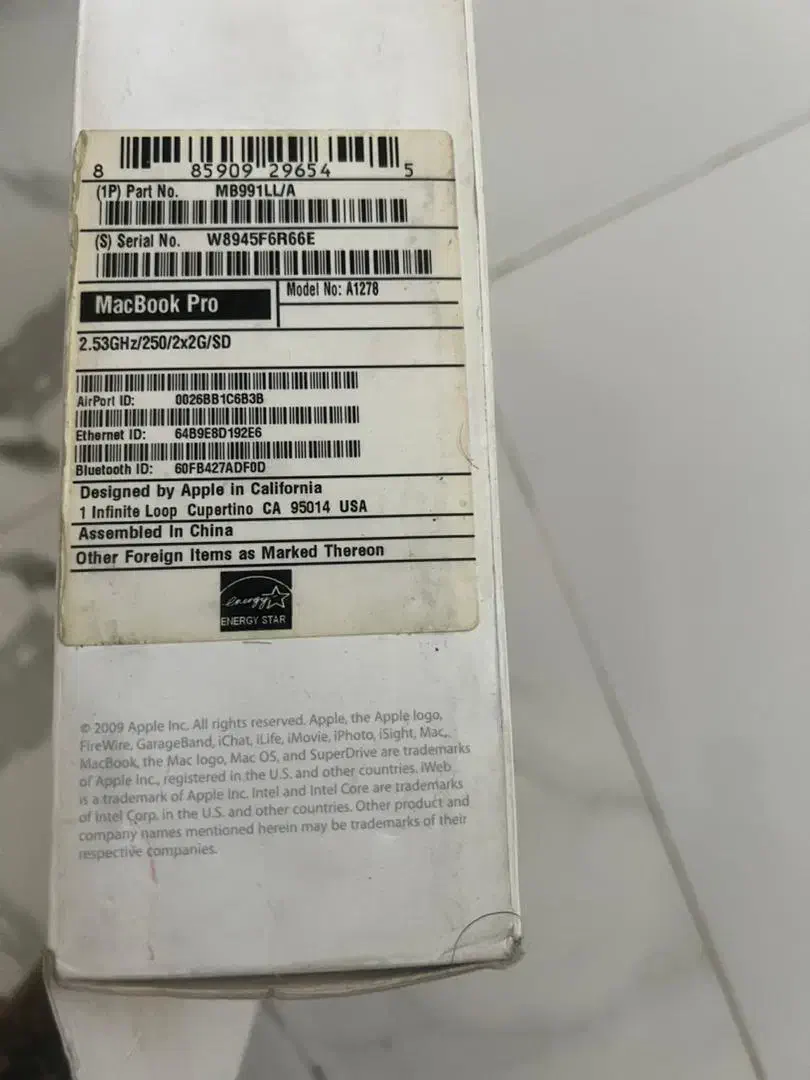 8 85909 29654 5
(1P) Part No. MB991LL/A
(S) Serial No. W8945F6R66E
MacBook Pro
Model No: A1278
2.53GHz/250/2x2G/SD
AirPort ID: 0026BB1C6B3B
Ethernet ID: 64B9E8D192E6
Bluetooth ID: 60FB427ADF0D
Designed by Apple in California
1 Infinite Loop Cupertino CA 95014 USA
Assembled In China
Other Foreign Items as Marked Thereon
energy
ENERGY STAR
© 2009 Apple Inc. All rights reserved. Apple, the Apple logo,
FireWire, GarageBand, iChat, iLife, iMovie, iPhoto, iSight, Mac,
MacBook, the Mac logo, Mac OS, and SuperDrive are trademarks
of Apple Inc., registered in the U.S. and other countries. iWeb
is a trademark of Apple Inc. Intel and Intel Core are trademarks
of Intel Corp. in the U.S. and other countries. Other product and
company names mentioned herein may be trademarks of their
respective companies.